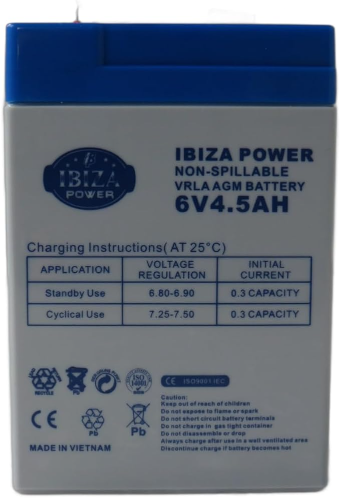 IBIZA
POWER
IBIZA POWER
NON-SPILLABLE
VRLA AGM BATTERY
6V4.5AH
Charging Instructions( AT 25°C)
APPLICATION VOLTAGE REGULATION INITIAL CURRENT
Standby Use 6.80-6.90 0.3 CAPACITY
Cyclical Use 7.25-7.50 0.3 CAPACITY
RECYCLE
Pb
ISO
14001
CE ISO9001 IEC
CE
Pb
Pb
MADE IN VIETNAM
Caution:
Keep out of reach of children
Do not expose to flame or spark
Do not short circuit battery terminals
Do not charge in gas tight container
Do not disassemble or drop
Always charge after use in a well ventilated area
Discontinue charge if battery becomes hot